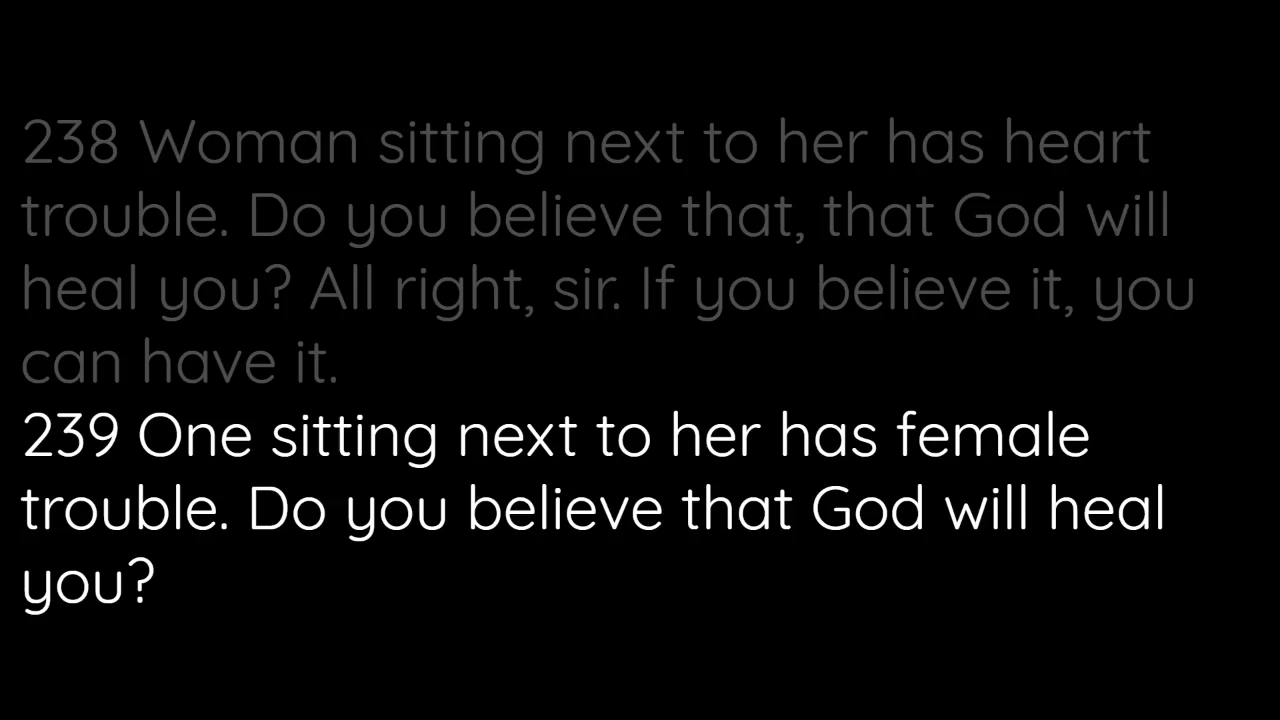 238 Woman sitting next to her has heart
trouble. Do you believe that, that God will
heal you? All right, sir. If you believe it, you
can have it.
239 One sitting next to her has female
trouble. Do you believe that God will heal
you?